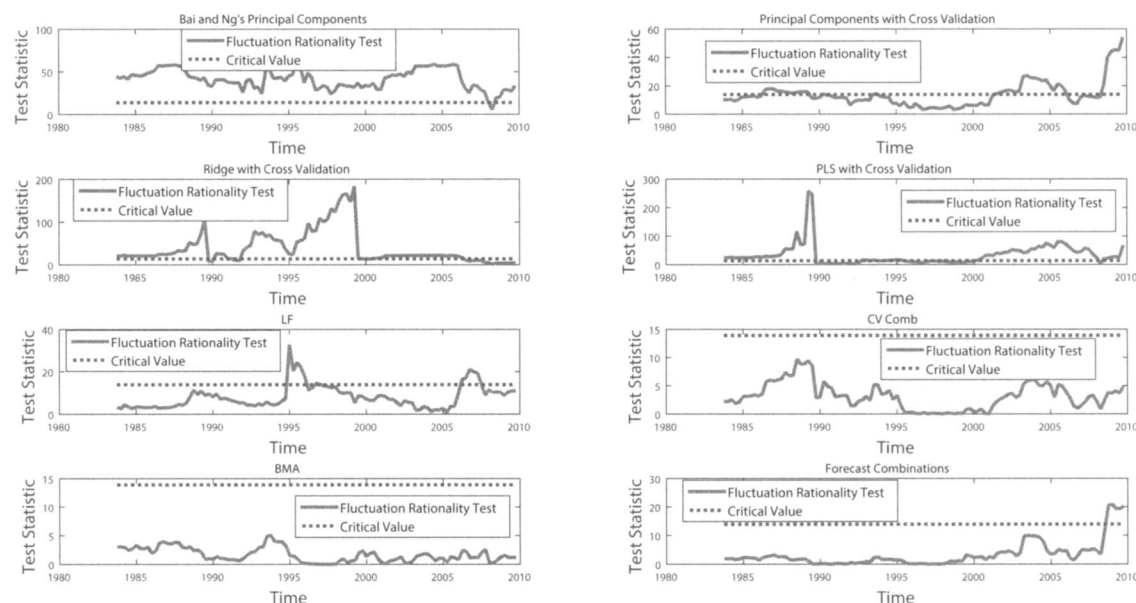 Bai and Ng's Principal Components
100
50
0
Test Statistic
Fluctuation Rationality Test
Critical Value
1980 1985 1990 1995 2000 2005 2010
Time
Principal Components with Cross Validation
60
40
20
0
Test Statistic
Fluctuation Rationality Test
Critical Value
1980 1985 1990 1995 2000 2005 2010
Time
Ridge with Cross Validation
200
100
0
Test Statistic
Fluctuation Rationality Test
Critical Value
1980 1985 1990 1995 2000 2005 2010
Time
PLS with Cross Validation
300
200
100
0
Test Statistic
Fluctuation Rationality Test
Critical Value
1980 1985 1990 1995 2000 2005 2010
Time
LF
40
20
0
Test Statistic
Fluctuation Rationality Test
Critical Value
1980 1985 1990 1995 2000 2005 2010
Time
CV Comb
15
10
5
0
Test Statistic
Fluctuation Rationality Test
Critical Value
1980 1985 1990 1995 2000 2005 2010
Time
BMA
15
10
5
0
Test Statistic
Fluctuation Rationality Test
Critical Value
1980 1985 1990 1995 2000 2005 2010
Time
Forecast Combinations
30
20
10
0
Test Statistic
Fluctuation Rationality Test
Critical Value
1980 1985 1990 1995 2000 2005 2010
Time